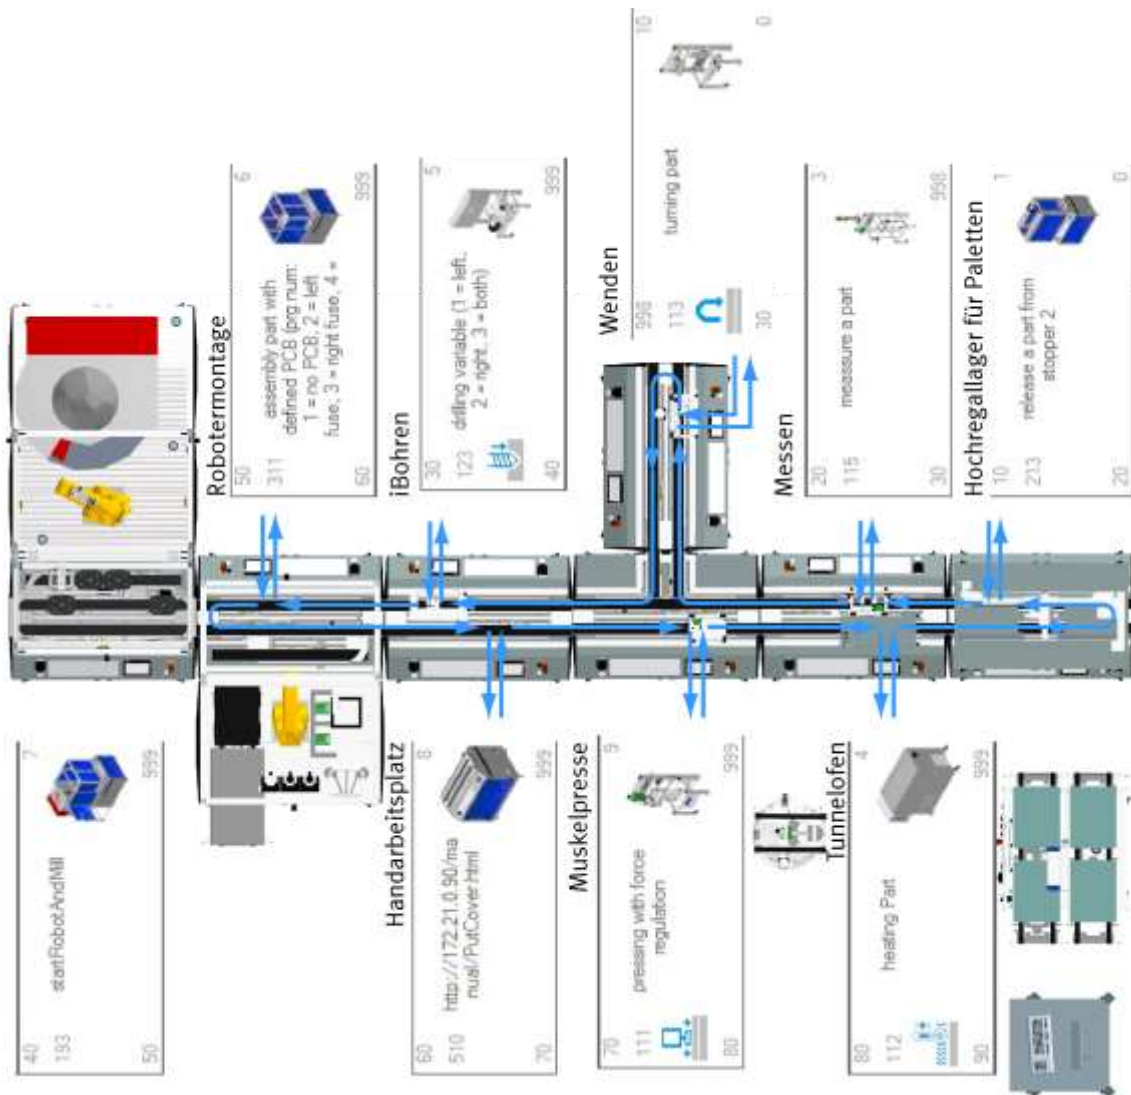 40 7
193 startRobotAndMill
50 999
Robotermontage
50 6
311 assembly part with
defined PCB (prg num:
1 = no PCB, 2 = left
fuse, 3 = right fuse, 4 =
60 999
Handarbeitsplatz
60 8
510 http://172.21.0.90/ma
nual/PutCover.html
70 999
iBohren
30 5
123 drilling variable (1 = left,
2 = right, 3 = both)
40 999
Muskelpresse
70 9
111 pressing with force
regulation
80 999
Wenden
996 10
113 turning part
30 0
Tunnelofen
80 4
112 heating Part
90 999
Messen
20 3
115 meassure a part
30 998
Hochregallager für Paletten
10 1
213 release a part from
stopper 2
20 0